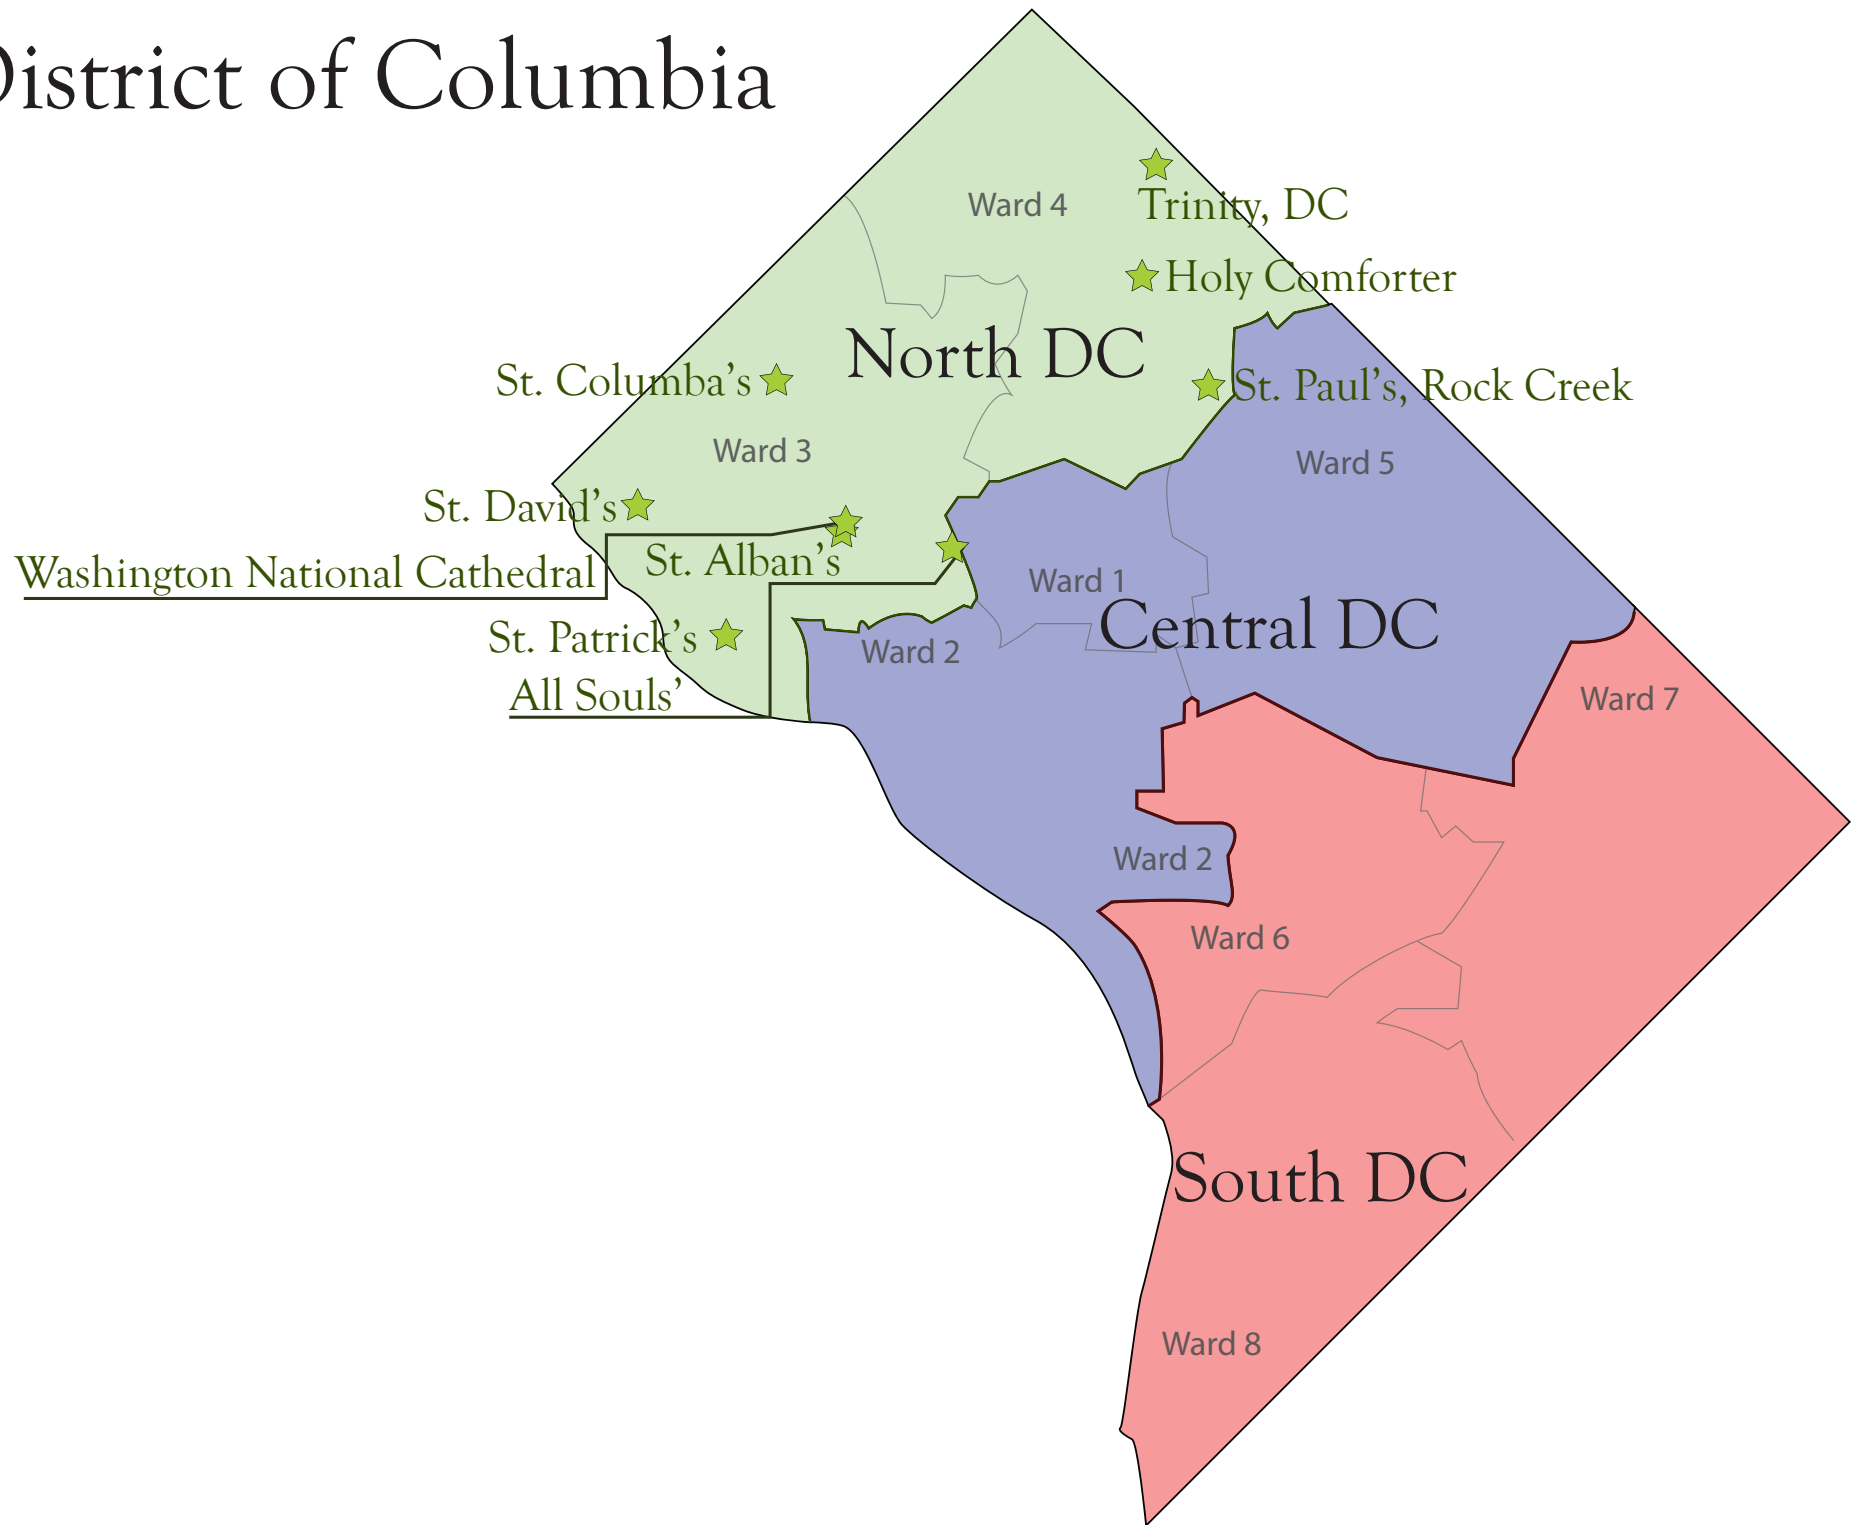 District of Columbia
Ward 4
Trinity, DC
Holy Comforter
North DC
St. Columba's
St. Paul's, Rock Creek
Ward 3
Ward 5
St. David's
St. Alban's
Washington National Cathedral
Ward 1
Central DC
St. Patrick's
Ward 2
All Souls'
Ward 7
Ward 2
Ward 6
South DC
Ward 8